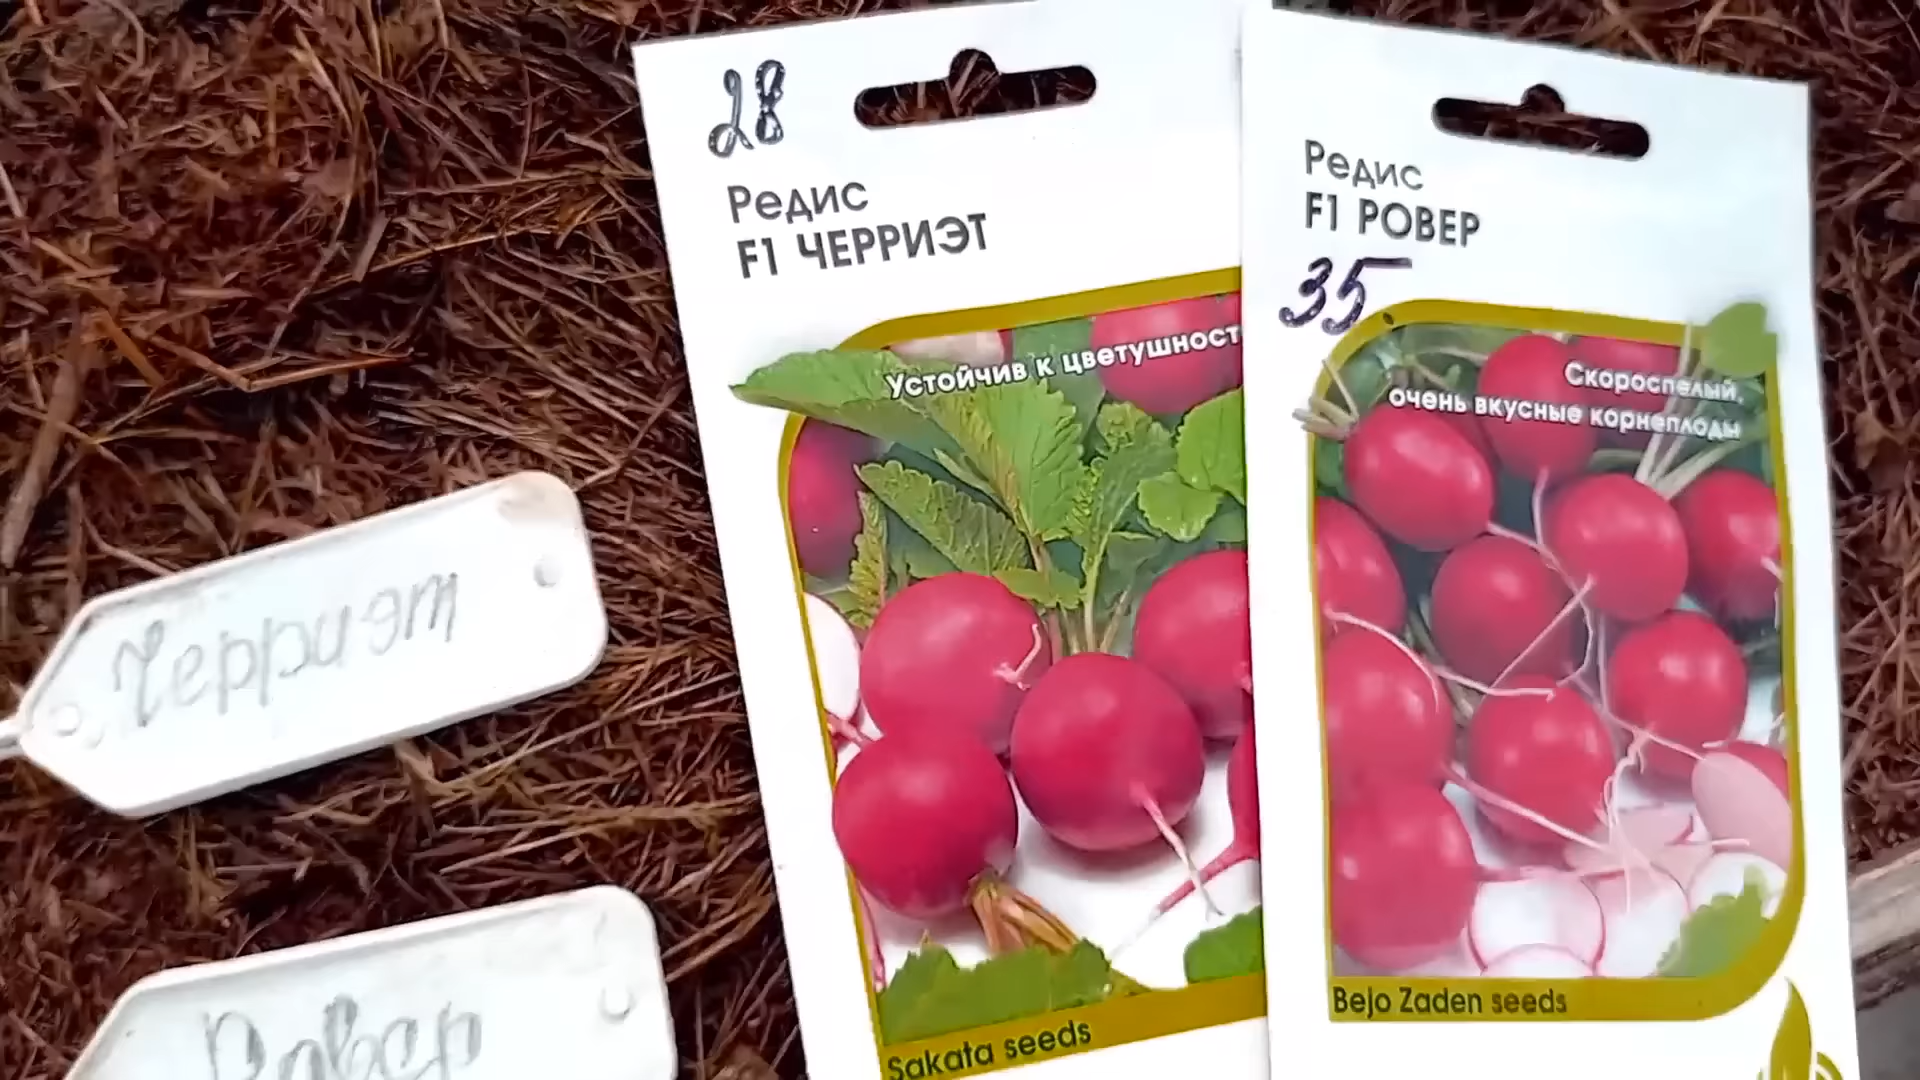 28
Редис
F1 ЧЕРРИЭТ
Устойчив к цветушност
Sakata seeds
Редис
F1 РОВЕР
35
Скороспелый,
очень вкусные корнеплоды
Bejo Zaden seeds
Черриэт
Ровер